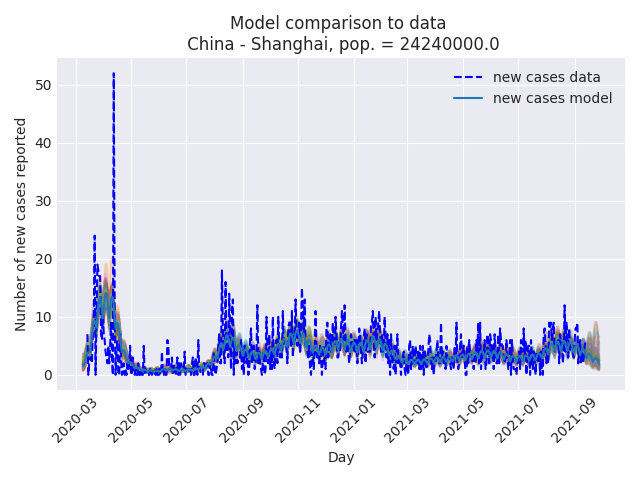 Model comparison to data
China - Shanghai, pop. = 24240000.0
new cases data
new cases model
Number of new cases reported
50
40
30
20
10
0
2020-03
2020-05
2020-07
2020-09
2020-11
2021-01
2021-03
2021-05
2021-07
2021-09
Day